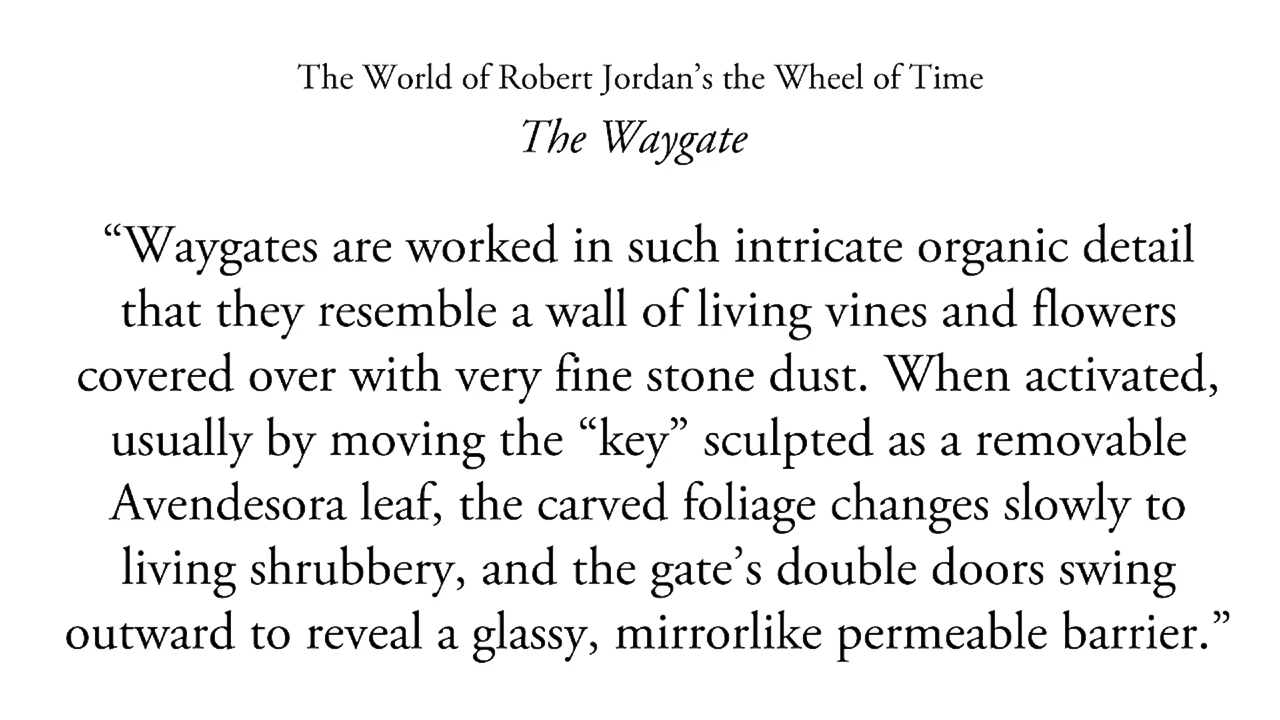 The World of Robert Jordan’s the Wheel of Time
The Waygate
“Waygates are worked in such intricate organic detail
that they resemble a wall of living vines and flowers
covered over with very fine stone dust. When activated,
usually by moving the “key” sculpted as a removable
Avendesora leaf, the carved foliage changes slowly to
living shrubbery, and the gate’s double doors swing
outward to reveal a glassy, mirrorlike permeable barrier.”